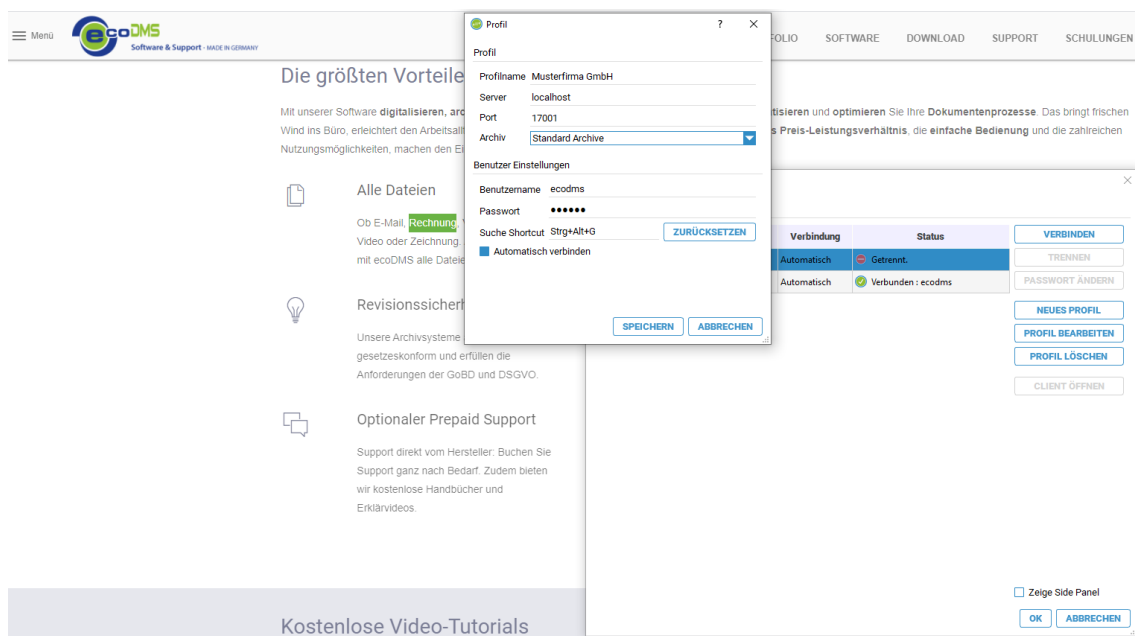 Menü
ecoDMS
Software & Support - MADE IN GERMANY
FOLIO SOFTWARE DOWNLOAD SUPPORT SCHULUNGEN
Profil ? X
Profil
Profilname Musterfirma GmbH
Server localhost
Port 17001
Archiv Standard Archive
Benutzer Einstellungen
Benutzername ecodms
Passwort ●●●●●●
Suche Shortcut Strg+Alt+G ZURÜCKSETZEN
Automatisch verbinden
SPEICHERN ABBRECHEN
Die größten Vorteile
Mit unserer Software digitalisieren, arc
tisieren und optimieren Sie Ihre Dokumentenprozesse. Das bringt frischen
Wind ins Büro, erleichtert den Arbeitsall
s Preis-Leistungsverhältnis, die einfache Bedienung und die zahlreichen
Nutzungsmöglichkeiten, machen den Ei
Alle Dateien
Ob E-Mail, Rechnung,
Video oder Zeichnung.
mit ecoDMS alle Dateie
Revisionssicherh
Unsere Archivsysteme
gesetzeskonform und erfüllen die
Anforderungen der GoBD und DSGVO.
Optionaler Prepaid Support
Support direkt vom Hersteller: Buchen Sie
Support ganz nach Bedarf. Zudem bieten
wir kostenlose Handbücher und
Erklärvideos.
Kostenlose Video-Tutorials
Verbindung Status
Automatisch Getrennt.
Automatisch Verbunden : ecodms
VERBINDEN
TRENNEN
PASSWORT ÄNDERN
NEUES PROFIL
PROFIL BEARBEITEN
PROFIL LÖSCHEN
CLIENT ÖFFNEN
Zeige Side Panel
OK ABBRECHEN